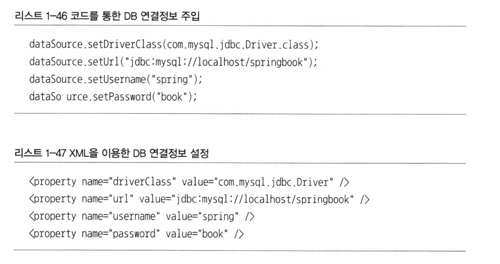 리스트 1-46 코드를 통한 DB 연결정보 주입
dataSource.setDriverClass(com.mysql.jdbc.Driver.class);
dataSource.setUrl("jdbc:mysql://localhost/springbook");
dataSource.setUsername("spring");
dataSo urce.setPassword("book");
리스트 1-47 XML을 이용한 DB 연결정보 설정
<property name="driverClass" value="com.mysql.jdbc.Driver" />
<property name="url" value="jdbc:mysql://localhost/springbook" />
<property name="username" value="spring" />
<property name="password" value="book" />